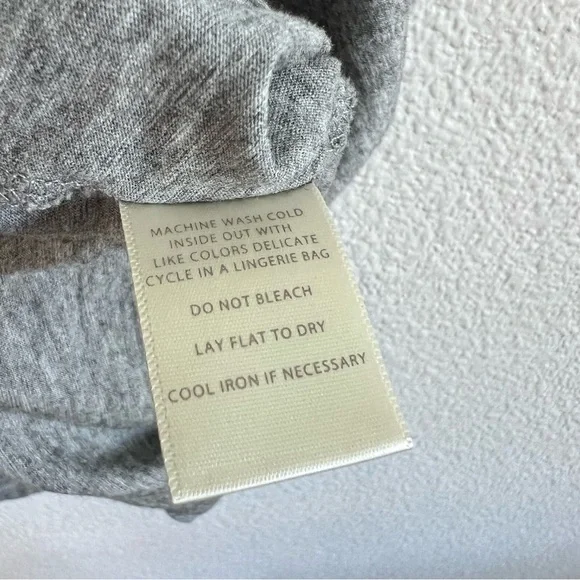 MACHINE WASH COLD
INSIDE OUT WITH
LIKE COLORS DELICATE
CYCLE IN A LINGERIE BAG
DO NOT BLEACH
LAY FLAT TO DRY
COOL IRON IF NECESSARY